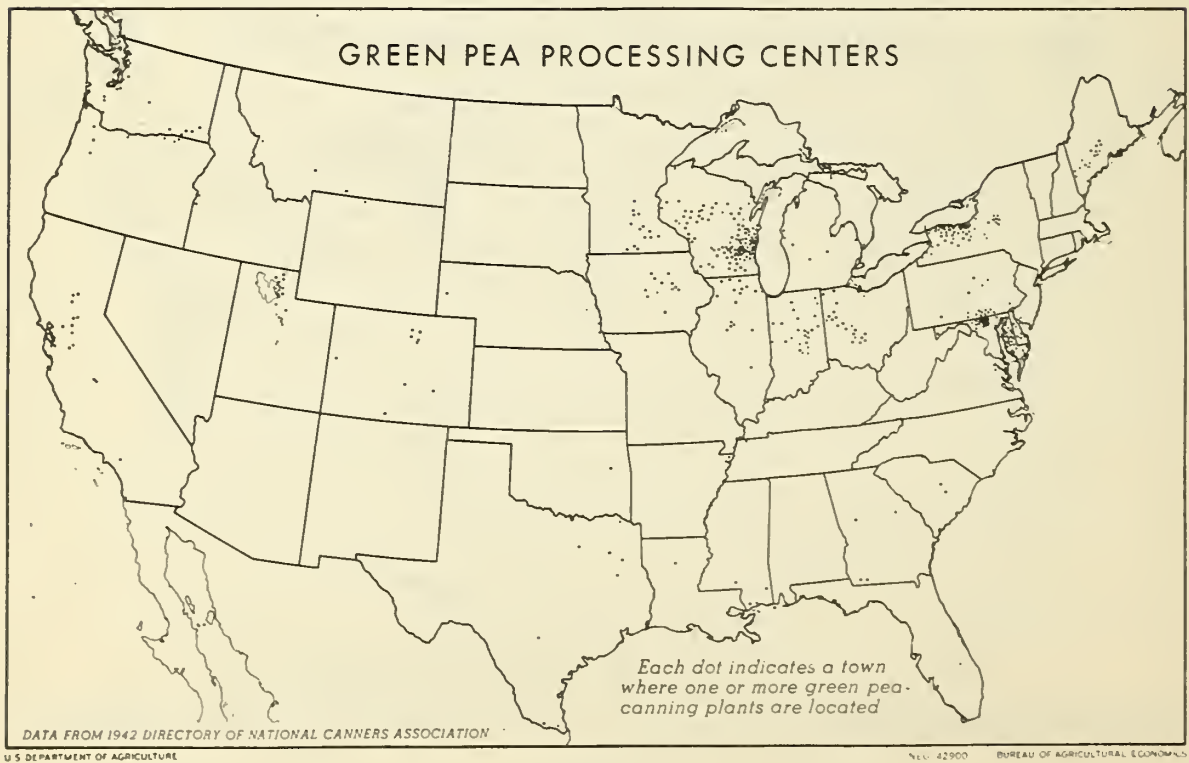 GREEN PEA PROCESSING CENTERS
Each dot indicates a town
where one or more green pea-
canning plants are located
DATA FROM 1942 DIRECTORY OF NATIONAL CANNERS ASSOCIATION
U S DEPARTMENT OF AGRICULTURE
NEG. 42900
BUREAU OF AGRICULTURAL ECONOMICS